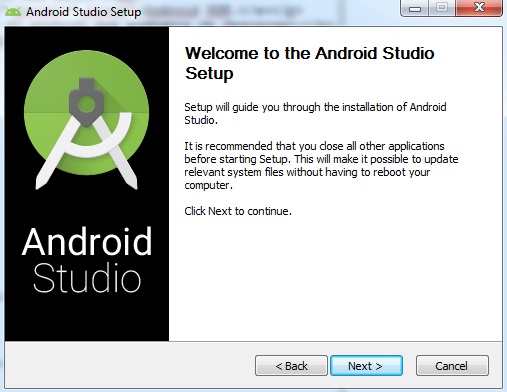 Android Studio Setup
Welcome to the Android Studio
Setup
Setup will guide you through the installation of Android
Studio.
It is recommended that you close all other applications
before starting Setup. This will make it possible to update
relevant system files without having to reboot your
computer.
Click Next to continue.
Android
Studio
< Back
Next >
Cancel